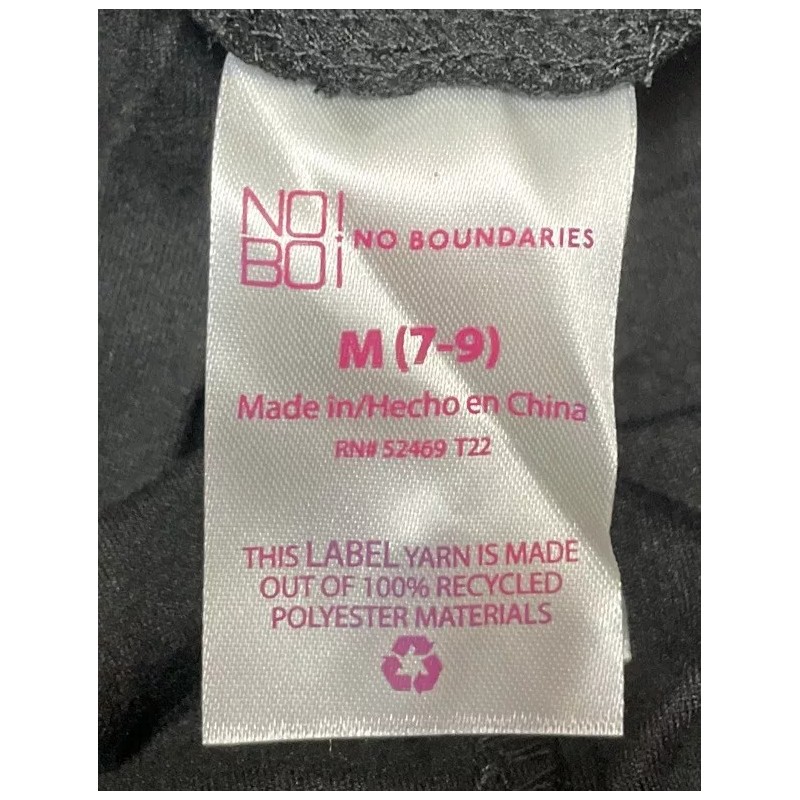 NO!
BO¡
NO BOUNDARIES
M (7-9)
Made in/Hecho en China
RN# 52469 T22
THIS LABEL YARN IS MADE
OUT OF 100% RECYCLED
POLYESTER MATERIALS